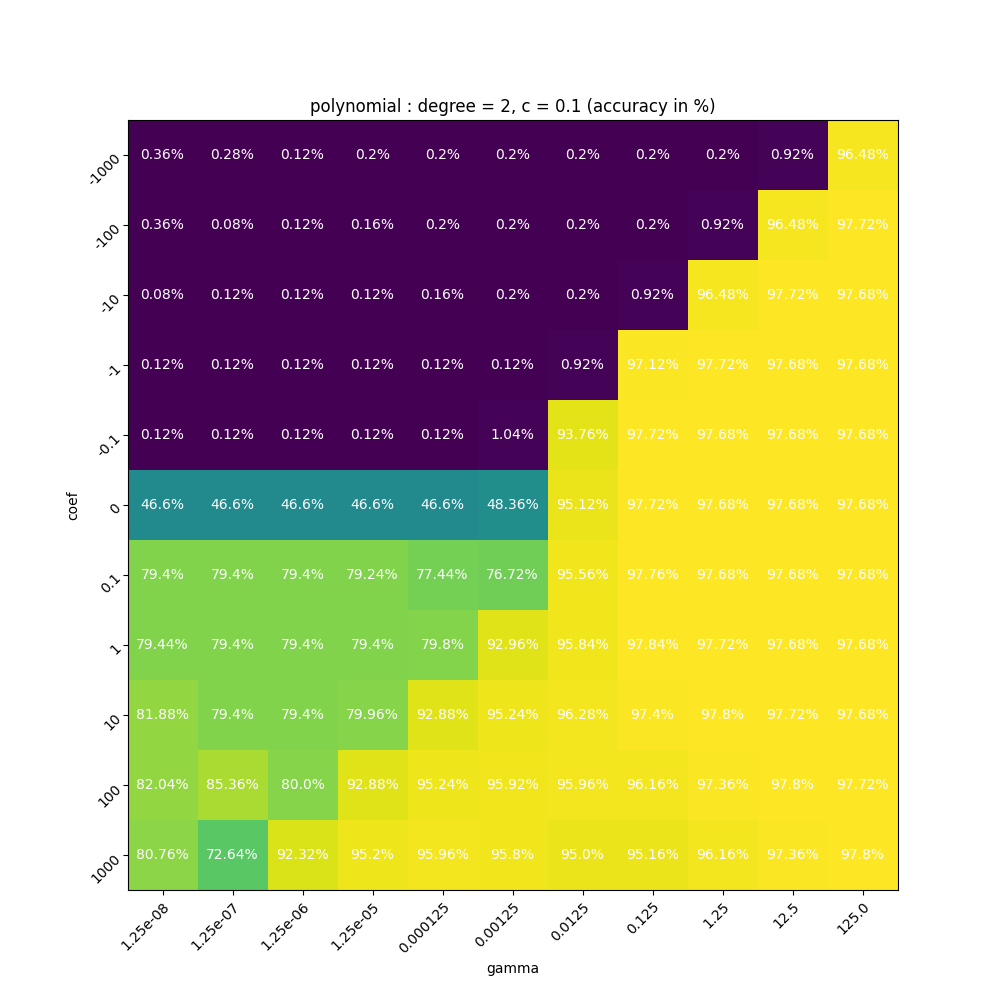 polynomial : degree = 2, c = 0.1 (accuracy in %)
-1000 0.36% 0.28% 0.12% 0.2% 0.2% 0.2% 0.2% 0.2% 0.2% 0.92% 96.48%
-100 0.36% 0.08% 0.12% 0.16% 0.2% 0.2% 0.2% 0.2% 0.92% 96.48% 97.72%
-10 0.08% 0.12% 0.12% 0.12% 0.16% 0.2% 0.2% 0.92% 96.48% 97.72% 97.68%
-1 0.12% 0.12% 0.12% 0.12% 0.12% 0.12% 0.92% 97.12% 97.72% 97.68% 97.68%
-0.1 0.12% 0.12% 0.12% 0.12% 0.12% 1.04% 93.76% 97.72% 97.68% 97.68% 97.68%
coef
0 46.6% 46.6% 46.6% 46.6% 46.6% 48.36% 95.12% 97.72% 97.68% 97.68% 97.68%
0.1 79.4% 79.4% 79.4% 79.24% 77.44% 76.72% 95.56% 97.76% 97.68% 97.68% 97.68%
1 79.44% 79.4% 79.4% 79.4% 79.8% 92.96% 95.84% 97.84% 97.72% 97.68% 97.68%
10 81.88% 79.4% 79.4% 79.96% 92.88% 95.24% 96.28% 97.4% 97.8% 97.72% 97.68%
100 82.04% 85.36% 80.0% 92.88% 95.24% 95.92% 95.96% 96.16% 97.36% 97.8% 97.72%
1000 80.76% 72.64% 92.32% 95.2% 95.96% 95.8% 95.0% 95.16% 96.16% 97.36% 97.8%
1.25e-08 1.25e-07 1.25e-06 1.25e-05 0.000125 0.00125 0.0125 0.125 1.25 12.5 125.0
gamma